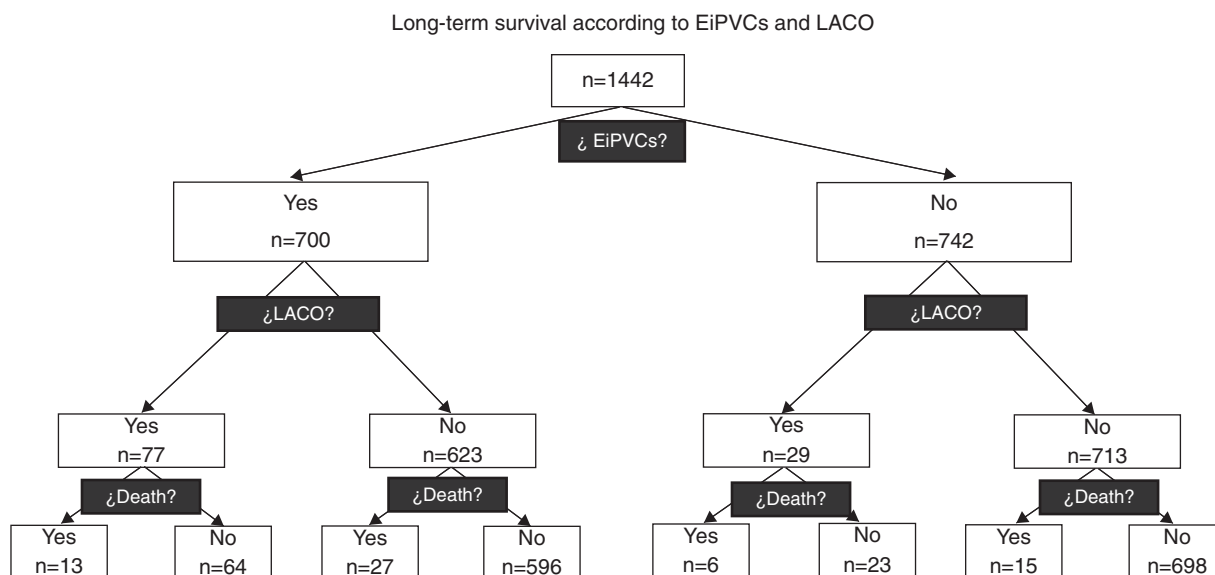 Long-term survival according to EiPVCs and LACO
n=1442
¿ EiPVCs?
Yes
n=700
No
n=742
¿LACO?
¿LACO?
Yes
n=77
No
n=623
Yes
n=29
No
n=713
¿Death?
¿Death?
¿Death?
¿Death?
Yes
n=13
No
n=64
Yes
n=27
No
n=596
Yes
n=6
No
n=23
Yes
n=15
No
n=698